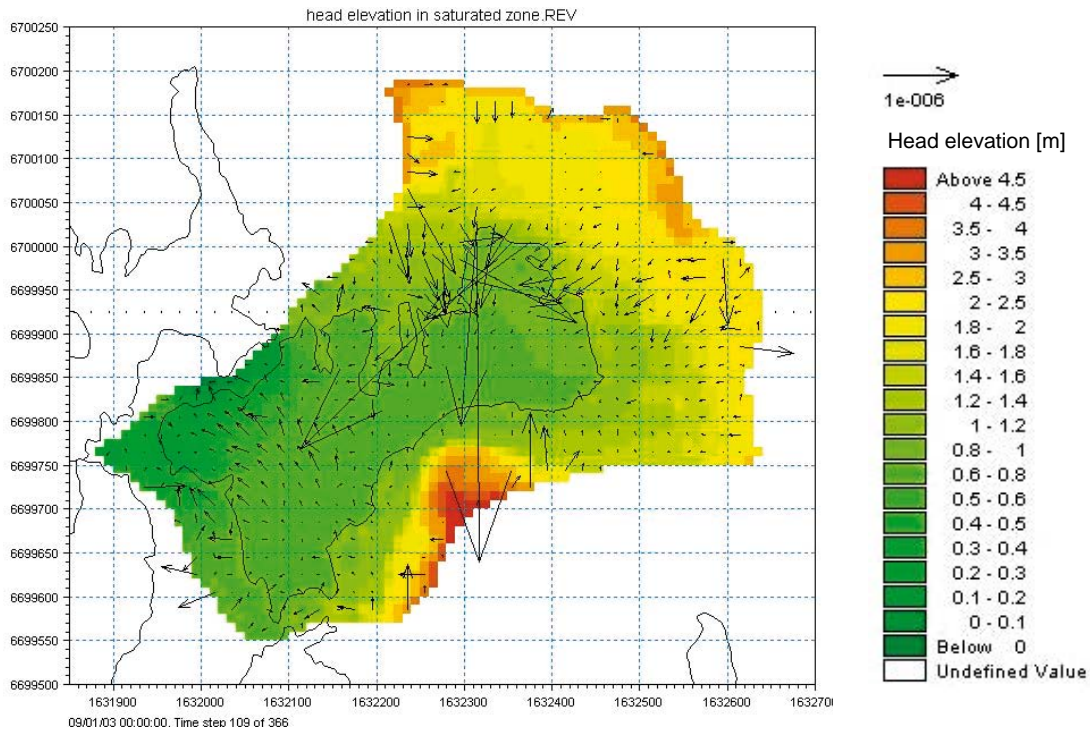 head elevation in saturated zone.REV
6700250
6700200
6700150
6700100
6700050
6700000
6699950
6699900
6699850
6699800
6699750
6699700
6699650
6699600
6699550
6699500
1631900 1632000 1632100 1632200 1632300 1632400 1632500 1632600 1632700
09/01/03 00:00:00. Time step 109 of 366
1e-006
Head elevation [m]
Above 4.5
4 - 4.5
3.5 - 4
3 - 3.5
2.5 - 3
2 - 2.5
1.8 - 2
1.6 - 1.8
1.4 - 1.6
1.2 - 1.4
1 - 1.2
0.8 - 1
0.6 - 0.8
0.5 - 0.6
0.4 - 0.5
0.3 - 0.4
0.2 - 0.3
0.1 - 0.2
0 - 0.1
Below 0
Undefined Value